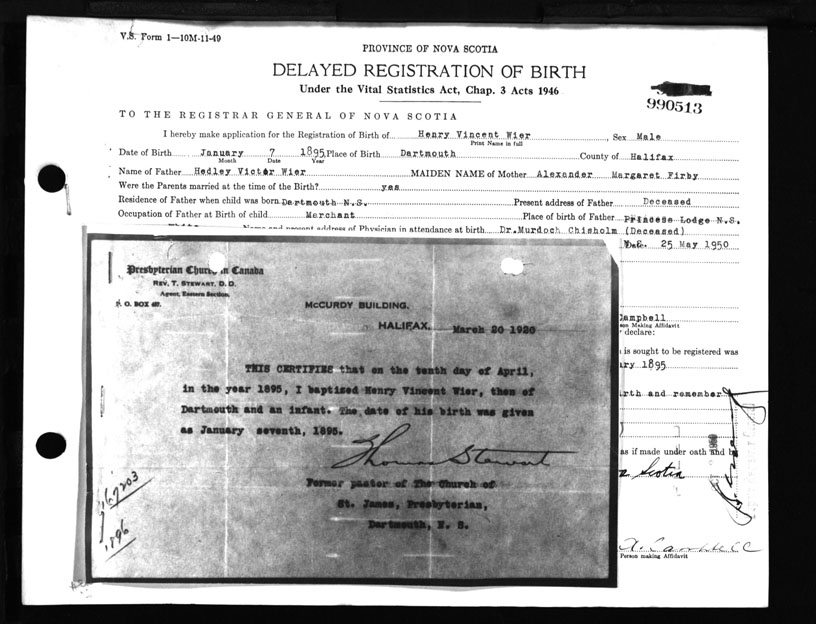 V.S. Form 1—10M-11-49
PROVINCE OF NOVA SCOTIA
DELAYED REGISTRATION OF BIRTH
Under the Vital Statistics Act, Chap. 3 Acts 1946
990513
TO THE REGISTRAR GENERAL OF NOVA SCOTIA
I hereby make application for the Registration of Birth of Henry Vincent Wier, Sex Male
Print Name in full
Date of Birth January 7 1895 Place of Birth Dartmouth County of Halifax
Month Date Year
Name of Father Hedley Victor Wier MAIDEN NAME of Mother Alexander Margaret Firby
Were the Parents married at the time of the Birth? yes
Residence of Father when child was born Dartmouth N.S. Present address of Father Deceased
Occupation of Father at Birth of child Merchant Place of birth of Father Princess Lodge N.S.
Name and present address of Physician in attendance at birth Dr. Murdoch Chisholm (Deceased)
Date 25 May 1950
Presbyterian Church in Canada
REV. T. STEWART, D.D.
Agent, Eastern Section.
P. O. BOX
McCURDY BUILDING,
HALIFAX, March 20 1920
THIS CERTIFIES that on the tenth day of April,
in the year 1895, I baptized Henry Vincent Wier, then of
Dartmouth and an infant. The date of his birth was given
as January seventh, 1895.
Thomas Stewart
Former pastor of The Church of
St. James, Presbyterian,
Dartmouth, N. S.
1896
Campbell
son Making Affidavit
declare:
is sought to be registered was
ry 1895
rth and remember
as if made under oath and b
Scotia
A. Campbell
Person making Affidavit